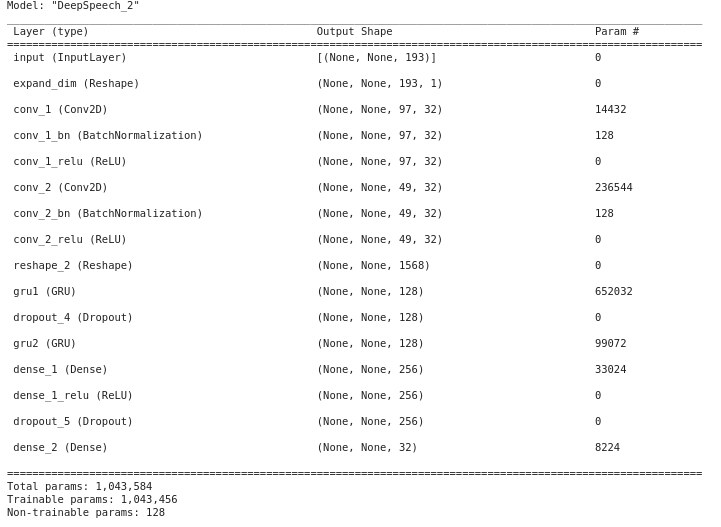 Model: "DeepSpeech_2"
Layer (type) Output Shape Param #
input (InputLayer) [(None, None, 193)] 0
expand_dim (Reshape) (None, None, 193, 1) 0
conv_1 (Conv2D) (None, None, 97, 32) 14432
conv_1_bn (BatchNormalization) (None, None, 97, 32) 128
conv_1_relu (ReLU) (None, None, 97, 32) 0
conv_2 (Conv2D) (None, None, 49, 32) 236544
conv_2_bn (BatchNormalization) (None, None, 49, 32) 128
conv_2_relu (ReLU) (None, None, 49, 32) 0
reshape_2 (Reshape) (None, None, 1568) 0
gru1 (GRU) (None, None, 128) 652032
dropout_4 (Dropout) (None, None, 128) 0
gru2 (GRU) (None, None, 128) 99072
dense_1 (Dense) (None, None, 256) 33024
dense_1_relu (ReLU) (None, None, 256) 0
dropout_5 (Dropout) (None, None, 256) 0
dense_2 (Dense) (None, None, 32) 8224
Total params: 1,043,584
Trainable params: 1,043,456
Non-trainable params: 128